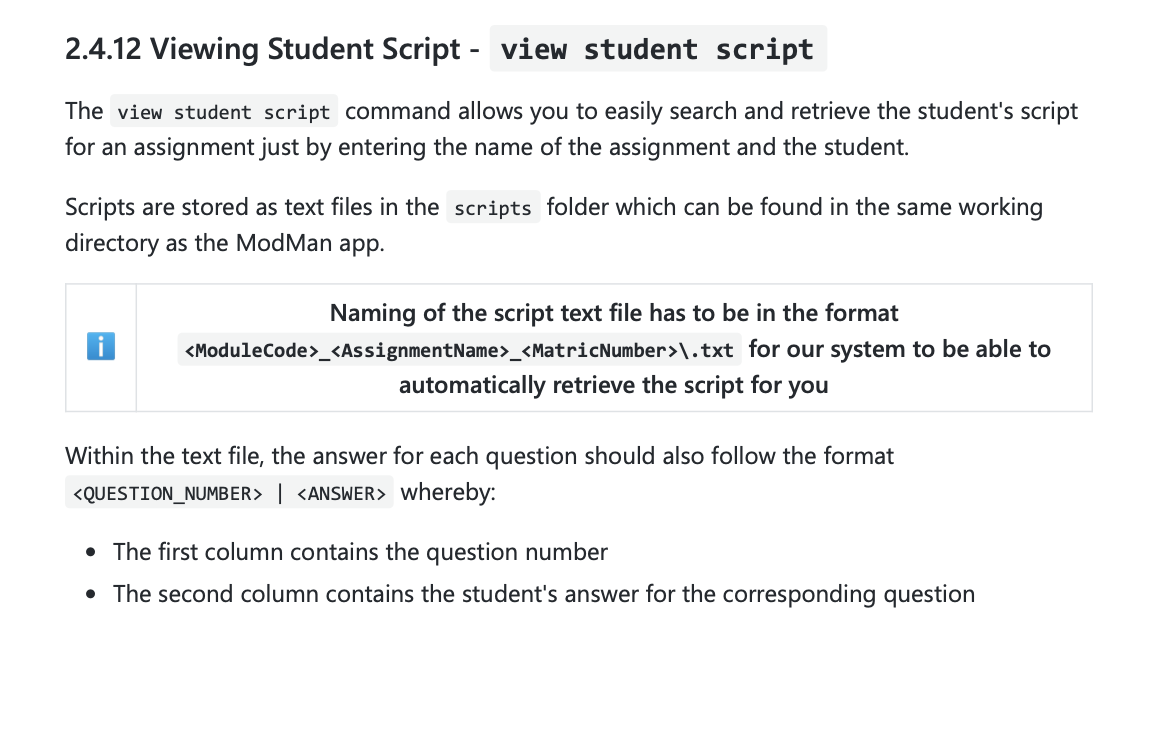 2.4.12 Viewing Student Script - view student script
The view student script command allows you to easily search and retrieve the student's script
for an assignment just by entering the name of the assignment and the student.
Scripts are stored as text files in the scripts folder which can be found in the same working
directory as the ModMan app.
Naming of the script text file has to be in the format
<ModuleCode>_<AssignmentName>_<MatricNumber>\.txt for our system to be able to
automatically retrieve the script for you
Within the text file, the answer for each question should also follow the format
<QUESTION_NUMBER> | <ANSWER> whereby:
• The first column contains the question number
• The second column contains the student's answer for the corresponding question